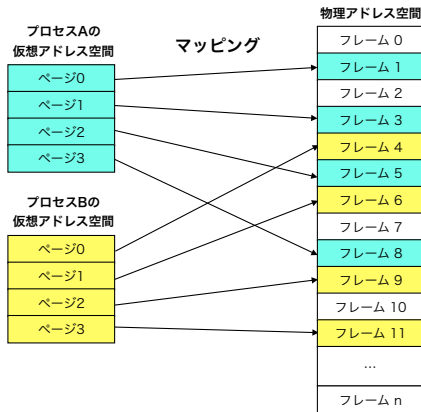 プロセスAの
仮想アドレス空間
ページ0
ページ1
ページ2
ページ3
プロセスBの
仮想アドレス空間
ページ0
ページ1
ページ2
ページ3
マッピング
物理アドレス空間
フレーム 0
フレーム 1
フレーム 2
フレーム 3
フレーム 4
フレーム 5
フレーム 6
フレーム 7
フレーム 8
フレーム 9
フレーム 10
フレーム 11
…
フレーム n